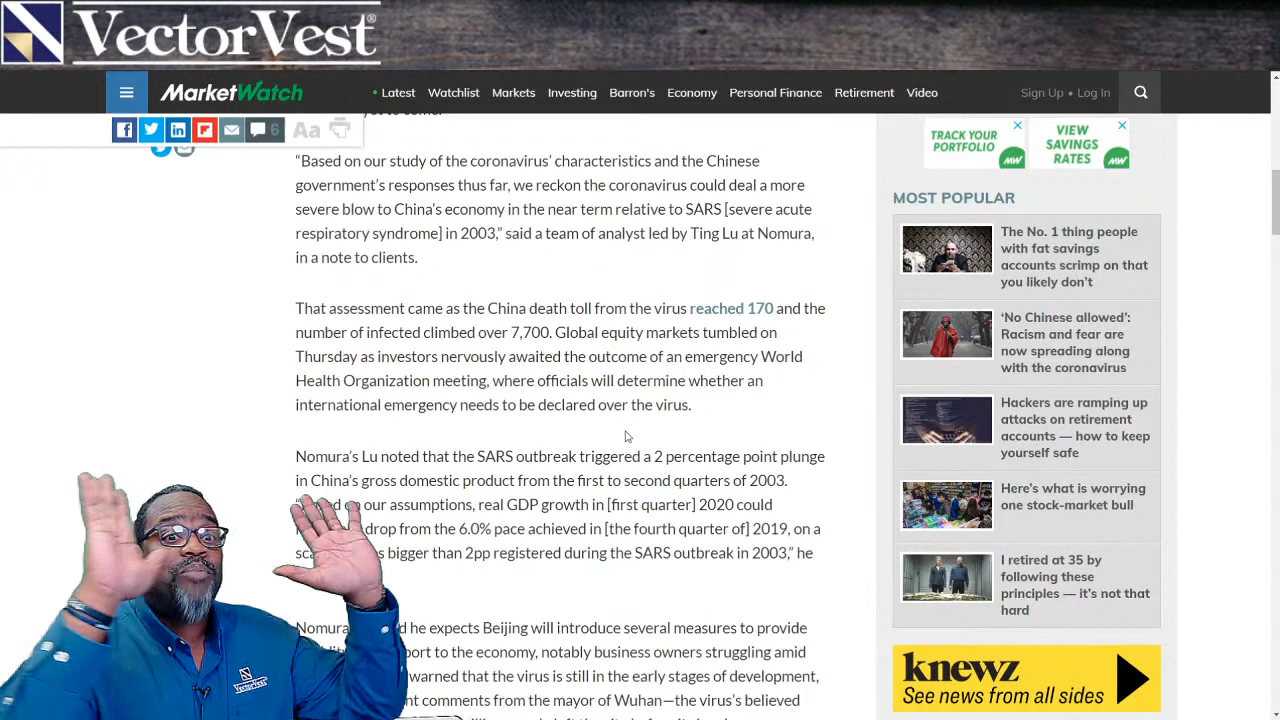 VectorVest®
MarketWatch
Latest Watchlist Markets Investing Barron's Economy Personal Finance Retirement Video
Sign Up • Log In
6
Aa
TRACK YOUR
PORTFOLIO
MW
VIEW
SAVINGS
RATES
MW
“Based on our study of the coronavirus’ characteristics and the Chinese
government’s responses thus far, we reckon the coronavirus could deal a more
severe blow to China’s economy in the near term relative to SARS [severe acute
respiratory syndrome] in 2003,” said a team of analyst led by Ting Lu at Nomura,
in a note to clients.
That assessment came as the China death toll from the virus reached 170 and the
number of infected climbed over 7,700. Global equity markets tumbled on
Thursday as investors nervously awaited the outcome of an emergency World
Health Organization meeting, where officials will determine whether an
international emergency needs to be declared over the virus.
Nomura’s Lu noted that the SARS outbreak triggered a 2 percentage point plunge
in China’s gross domestic product from the first to second quarters of 2003.
our assumptions, real GDP growth in [first quarter] 2020 could
drop from the 6.0% pace achieved in [the fourth quarter of] 2019, on a
bigger than 2pp registered during the SARS outbreak in 2003,” he
he expects Beijing will introduce several measures to provide
to the economy, notably business owners struggling amid
warned that the virus is still in the early stages of development,
comments from the mayor of Wuhan—the virus’s believed
MOST POPULAR
The No. 1 thing people
with fat savings
accounts scrimp on that
you likely don’t
‘No Chinese allowed’:
Racism and fear are
now spreading along
with the coronavirus
Hackers are ramping up
attacks on retirement
accounts — how to keep
yourself safe
Here’s what is worrying
one stock-market bull
I retired at 35 by
following these
principles — it’s not that
hard
knewz
See news from all sides
VectorVest